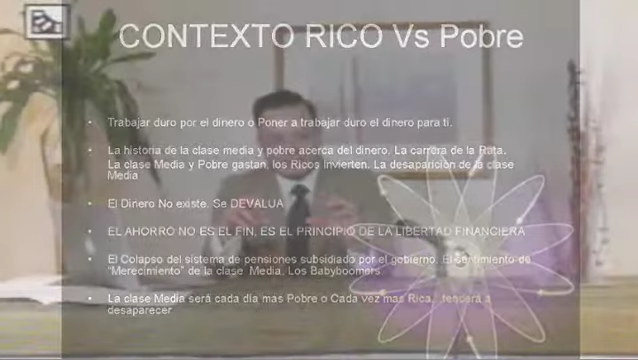 CONTEXTO RICO Vs Pobre
• Trabajar duro por el dinero o Poner a trabajar duro el dinero para ti.
• La historia de la clase media y pobre acerca del dinero. La carrera de la Rata.
La clase Media y Pobre gastan, los Ricos Invierten. La desaparición de la clase
Media
• El Dinero No existe. Se DEVALUA
• EL AHORRO NO ES EL FIN, ES EL PRINCIPIO DE LA LIBERTAD FINANCIERA
• El Colapso del sistema de pensiones subsidiado por el gobierno. El sentimiento de
“Merecimiento” de la clase Media. Los Babyboomers.
• La clase Media será cada día mas Pobre o Cada vez mas Rica, tenderá a
desaparecer